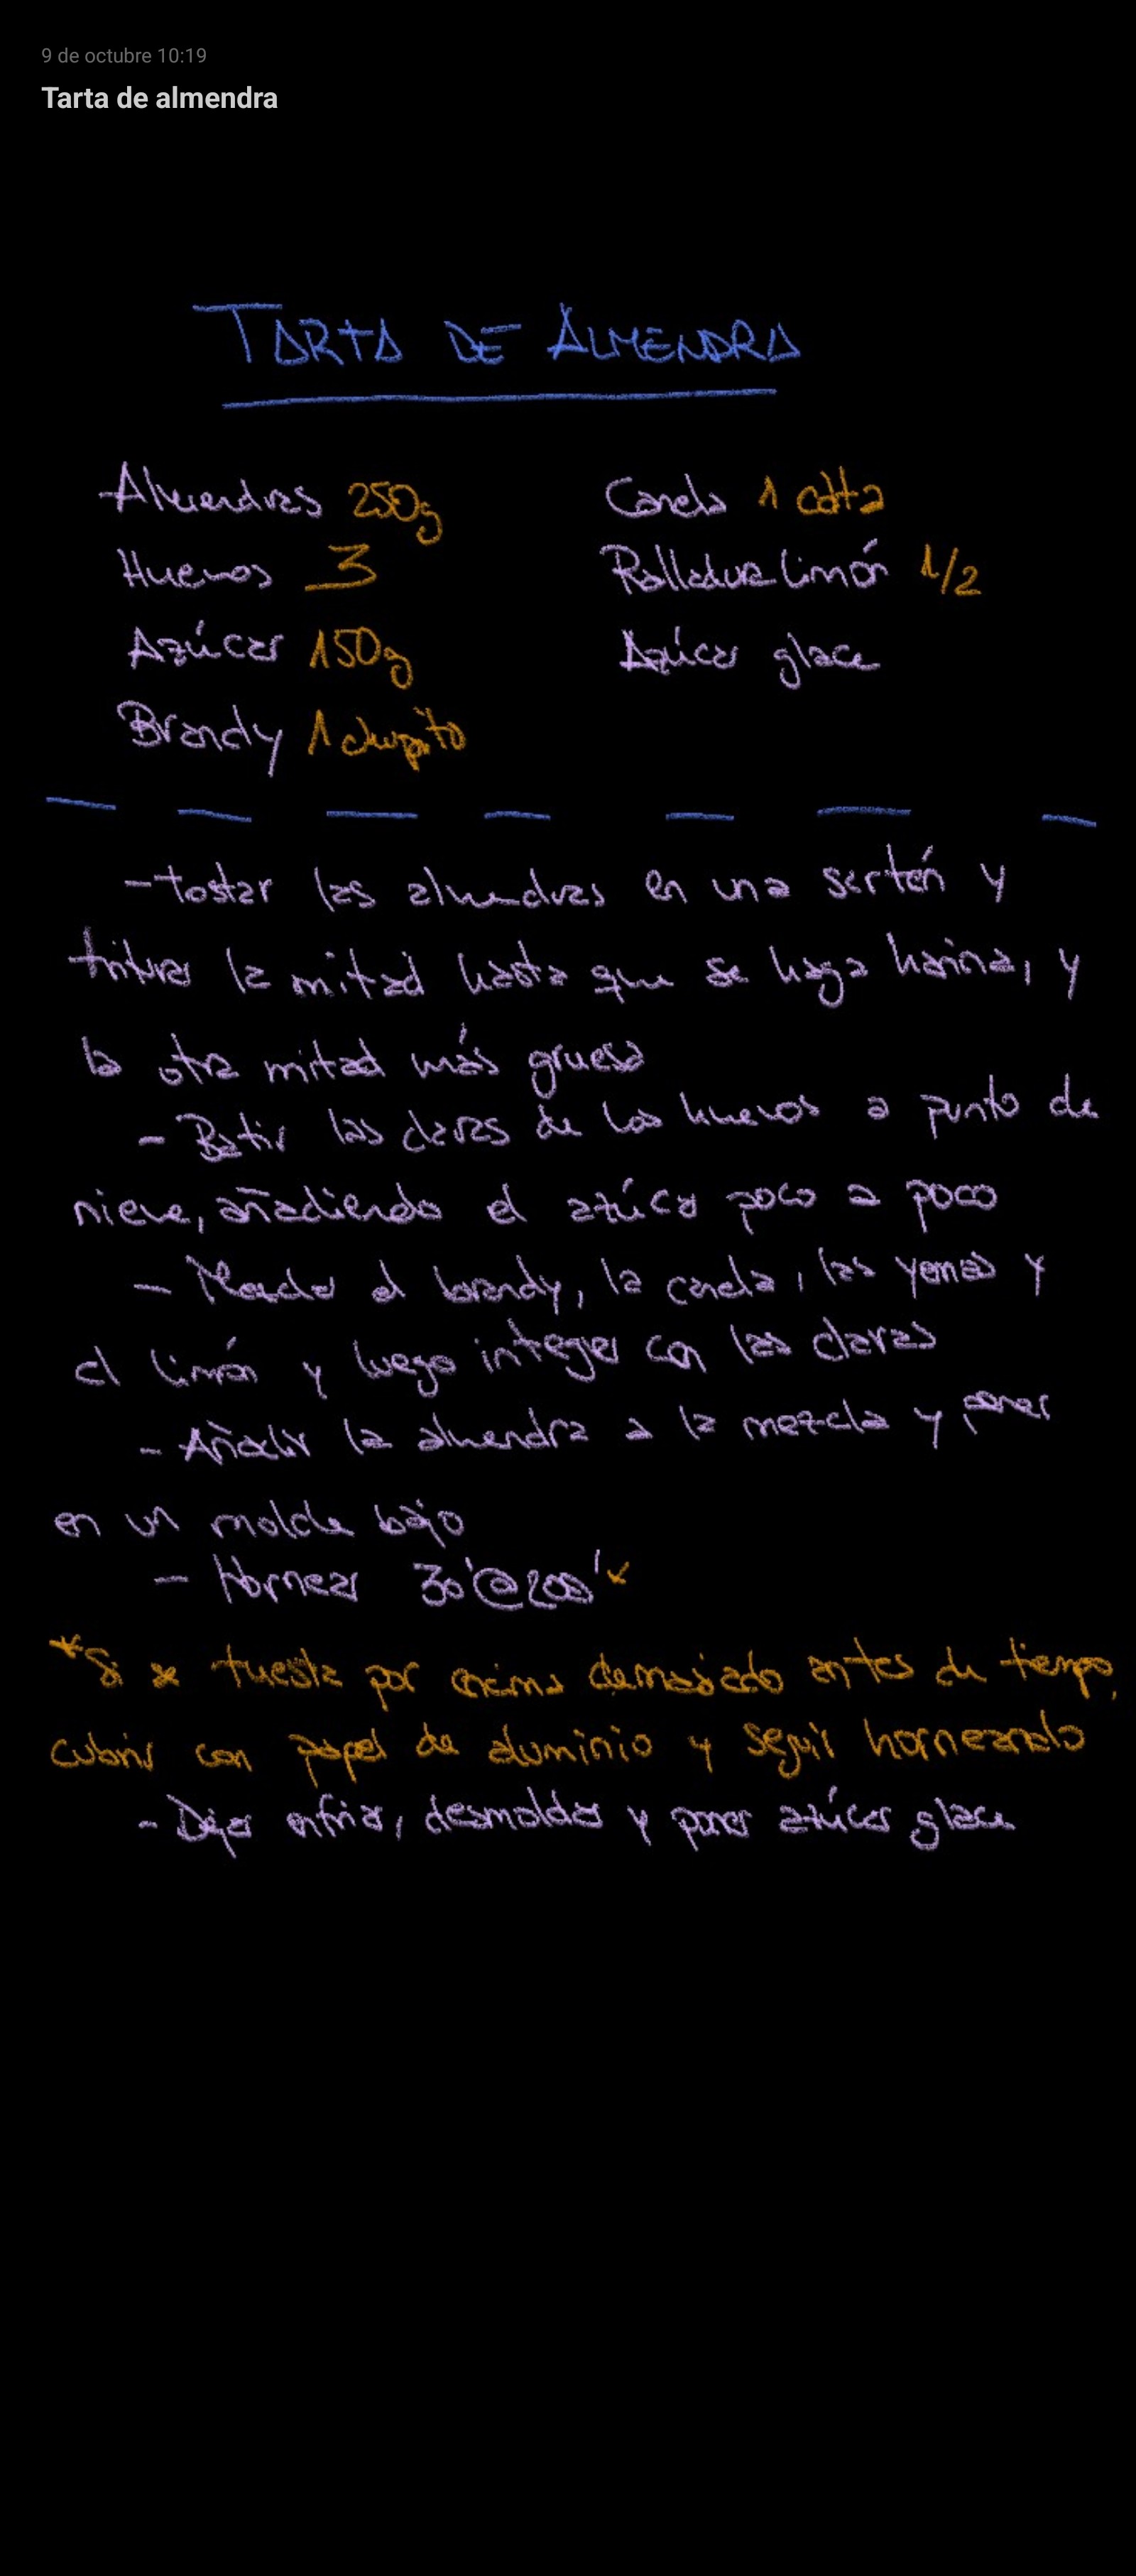 9 de octubre 10:19
Tarta de almendra
TARTA DE ALMENDRA
Almendras 250g
Huevos 3
Azúcar 150g
Brandy 1 chupito
Canela 1 cdta
Ralladura limón 1/2
Azúcar glace
- tostar las almendras en una sartén y
triturar la mitad hasta que se haga harina, y
la otra mitad más gruesa
- Batir las claras de los huevos a punto de
nieve, añadiendo el azúcar poco a poco
- Mezclar el brandy, la canela, las yemas y
el limón y luego integrar con las claras
- Añadir la almendra a la mezcla y poner
en un molde bajo
- Hornear 30'@200'*
*Si se tuesta por encima demasiado antes de tiempo,
cubrir con papel de aluminio y seguir horneando
- Dejar enfriar, desmoldar y poner azúcar glace